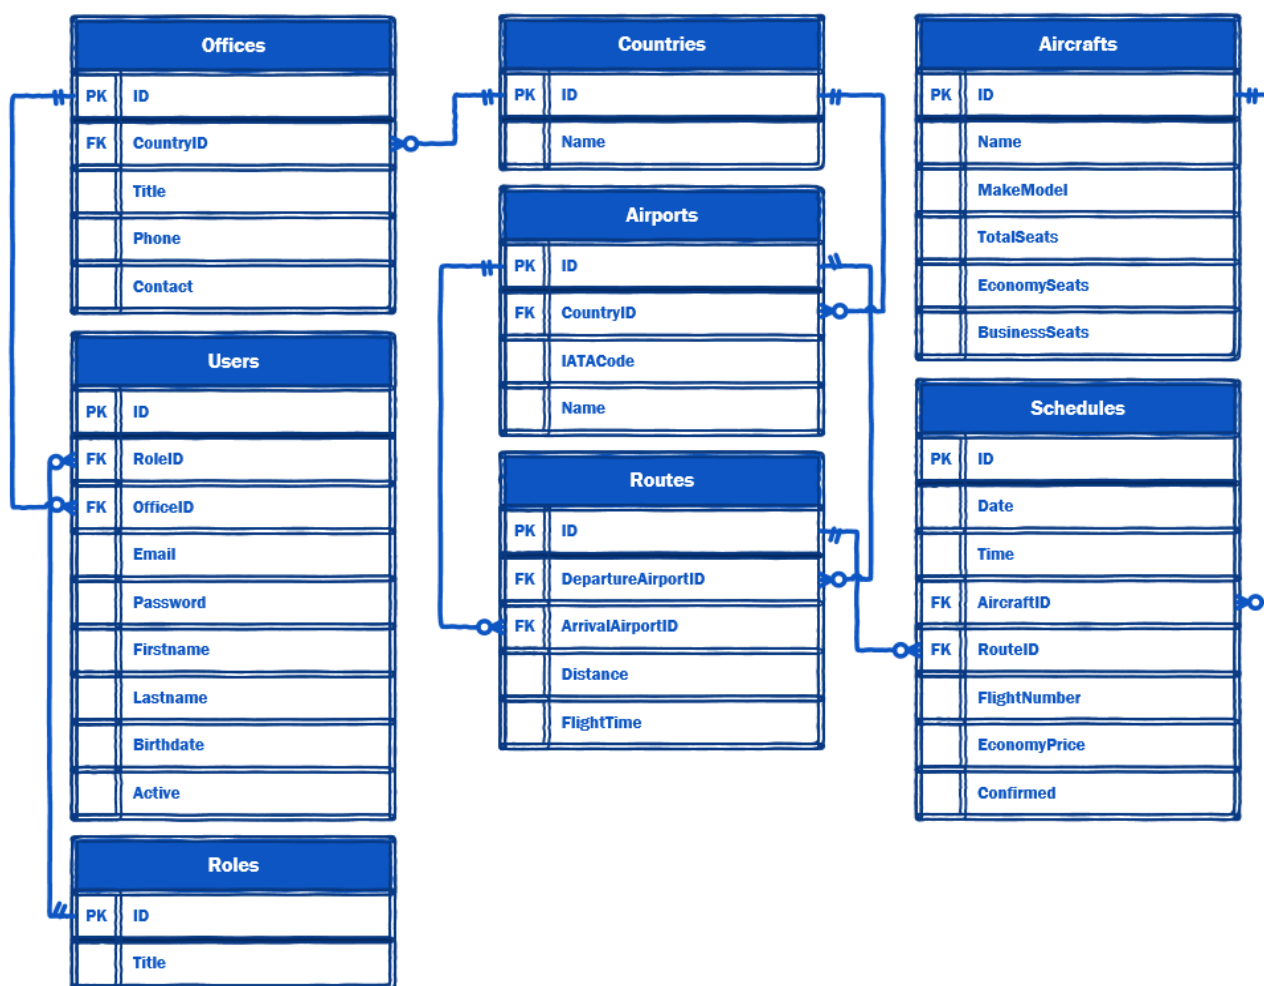 Offices
PK ID
FK CountryID
Title
Phone
Contact
Users
PK ID
FK RoleID
FK OfficeID
Email
Password
Firstname
Lastname
Birthdate
Active
Roles
PK ID
Title
Countries
PK ID
Name
Airports
PK ID
FK CountryID
IATACode
Name
Routes
PK ID
FK DepartureAirportID
FK ArrivalAirportID
Distance
FlightTime
Aircrafts
PK ID
Name
MakeModel
TotalSeats
EconomySeats
BusinessSeats
Schedules
PK ID
Date
Time
FK AircraftID
FK RouteID
FlightNumber
EconomyPrice
Confirmed